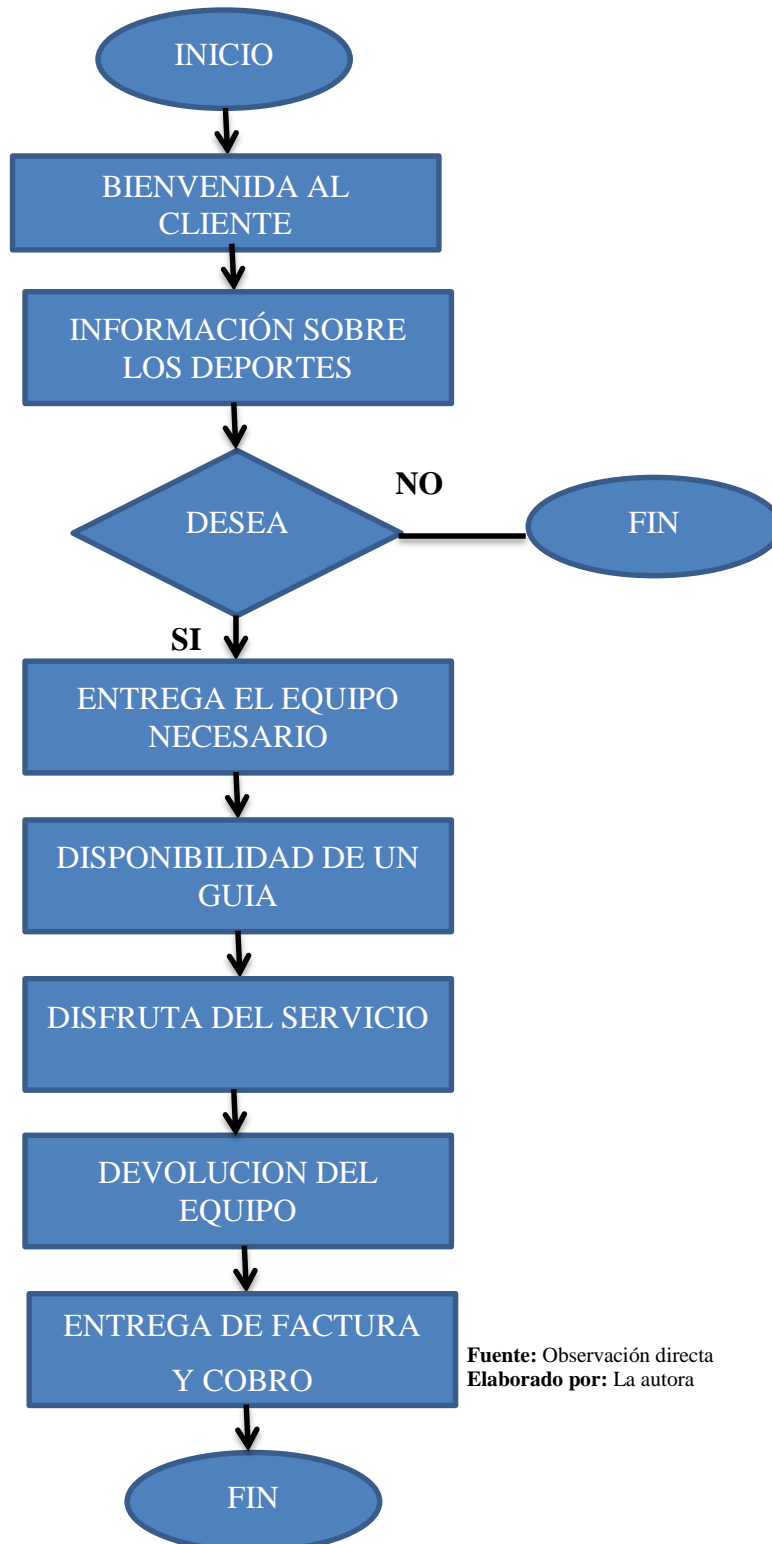 INICIO
BIENVENIDA AL
CLIENTE
INFORMACIÓN SOBRE
LOS DEPORTES
DESEA
NO
FIN
SI
ENTREGA EL EQUIPO
NECESARIO
DISPONIBILIDAD DE UN
GUIA
DISFRUTA DEL SERVICIO
DEVOLUCION DEL
EQUIPO
ENTREGA DE FACTURA
Y COBRO
Fuente: Observación directa
Elaborado por: La autora
FIN